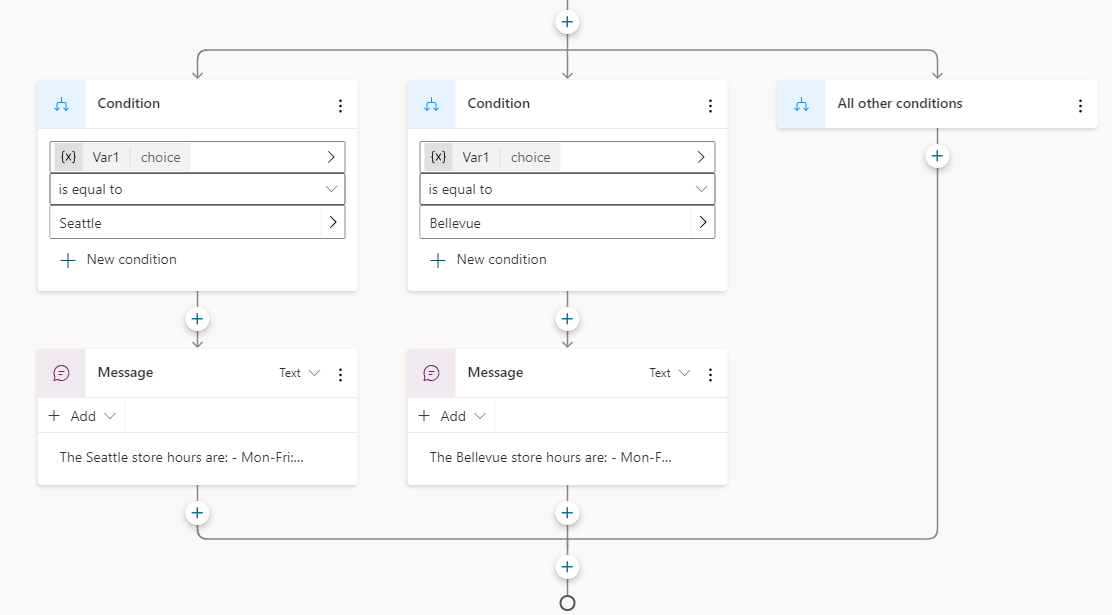 Condition
Condition
All other conditions
{x} Var1 choice
{x} Var1 choice
is equal to
is equal to
Seattle
Bellevue
New condition
New condition
Message Text
Message Text
Add
Add
The Seattle store hours are: - Mon-Fri:...
The Bellevue store hours are: - Mon-F...